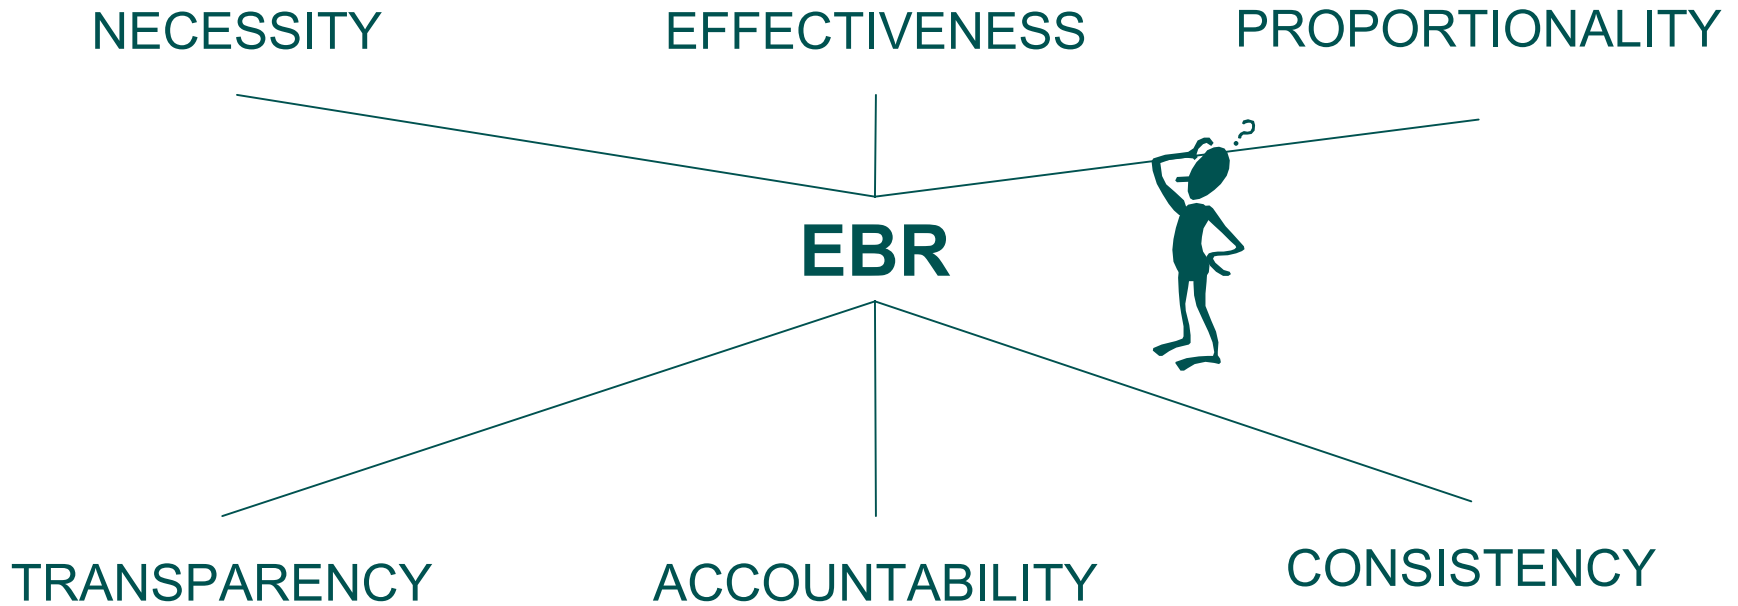 NECESSITY
EFFECTIVENESS
PROPORTIONALITY
?
EBR
TRANSPARENCY
ACCOUNTABILITY
CONSISTENCY